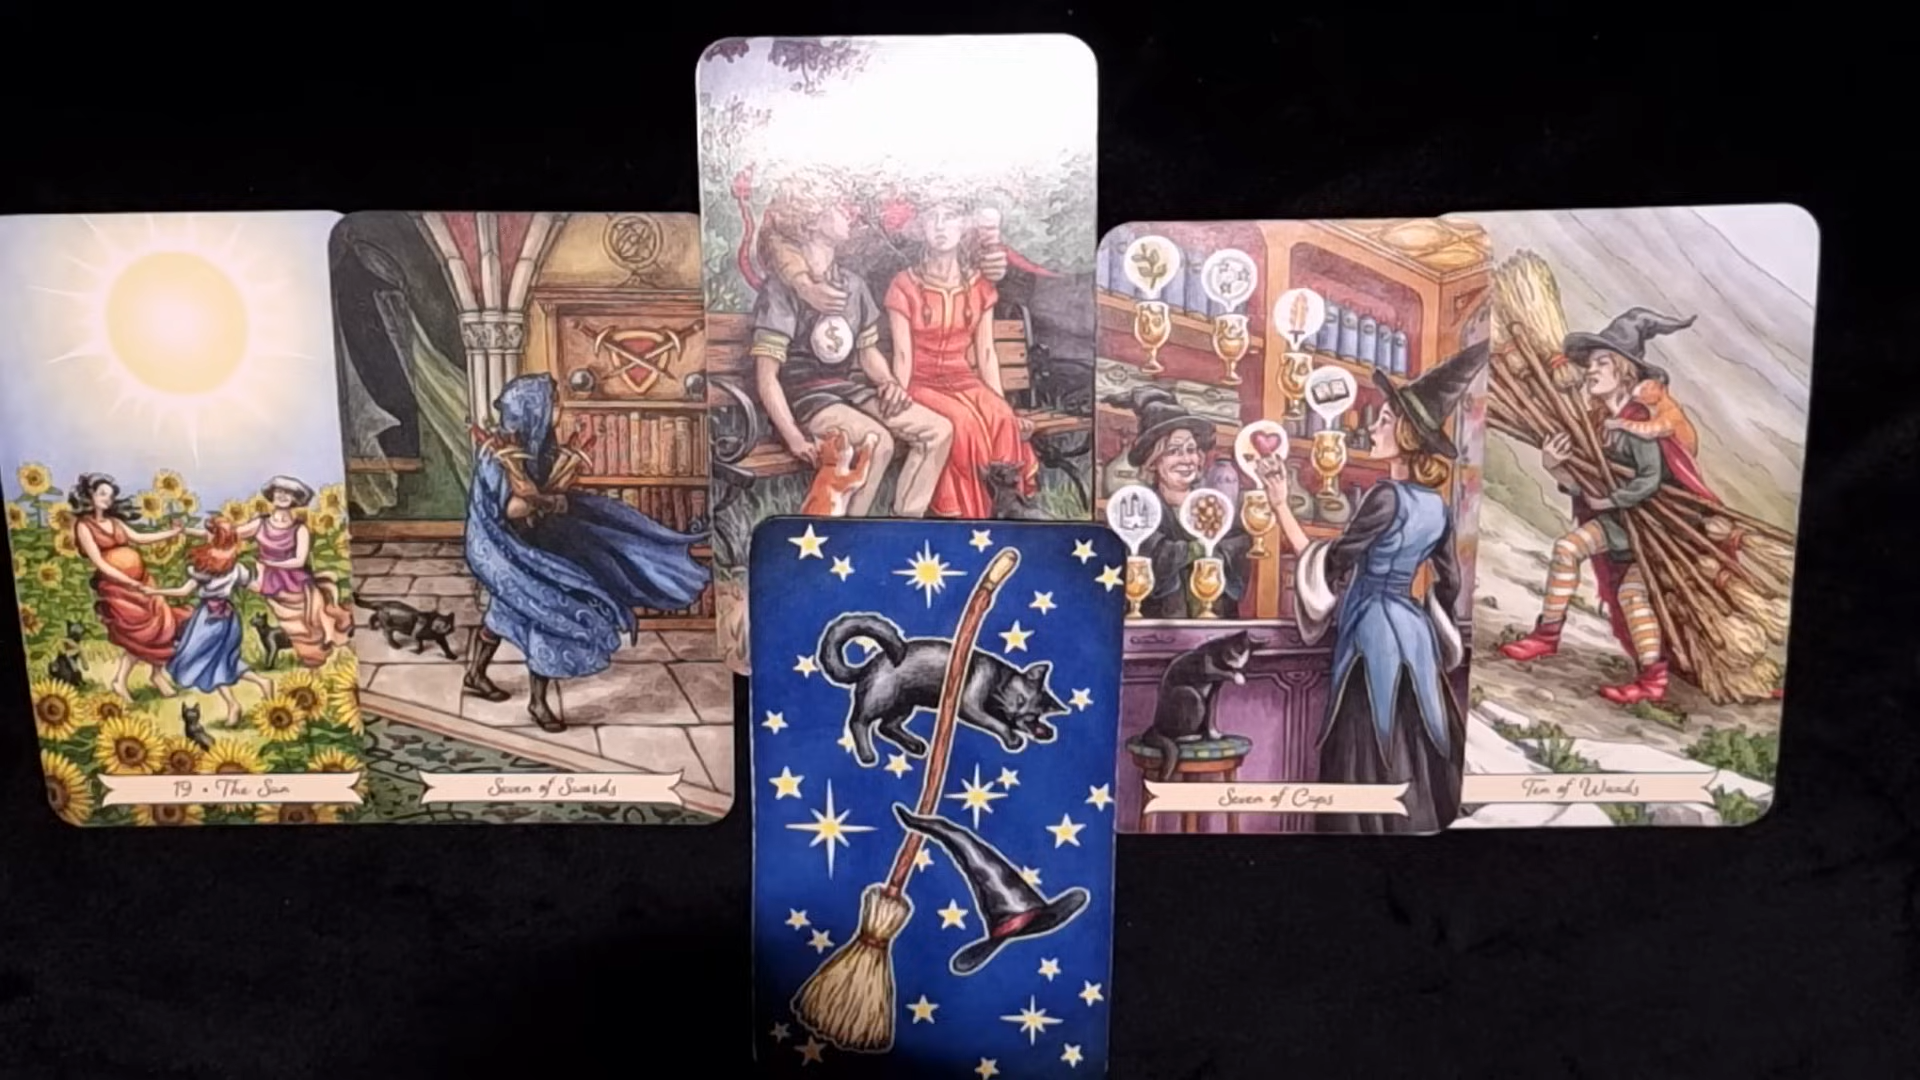 $
19 • The Sun
Seven of Swords
Seven of Cups
Ten of Wands